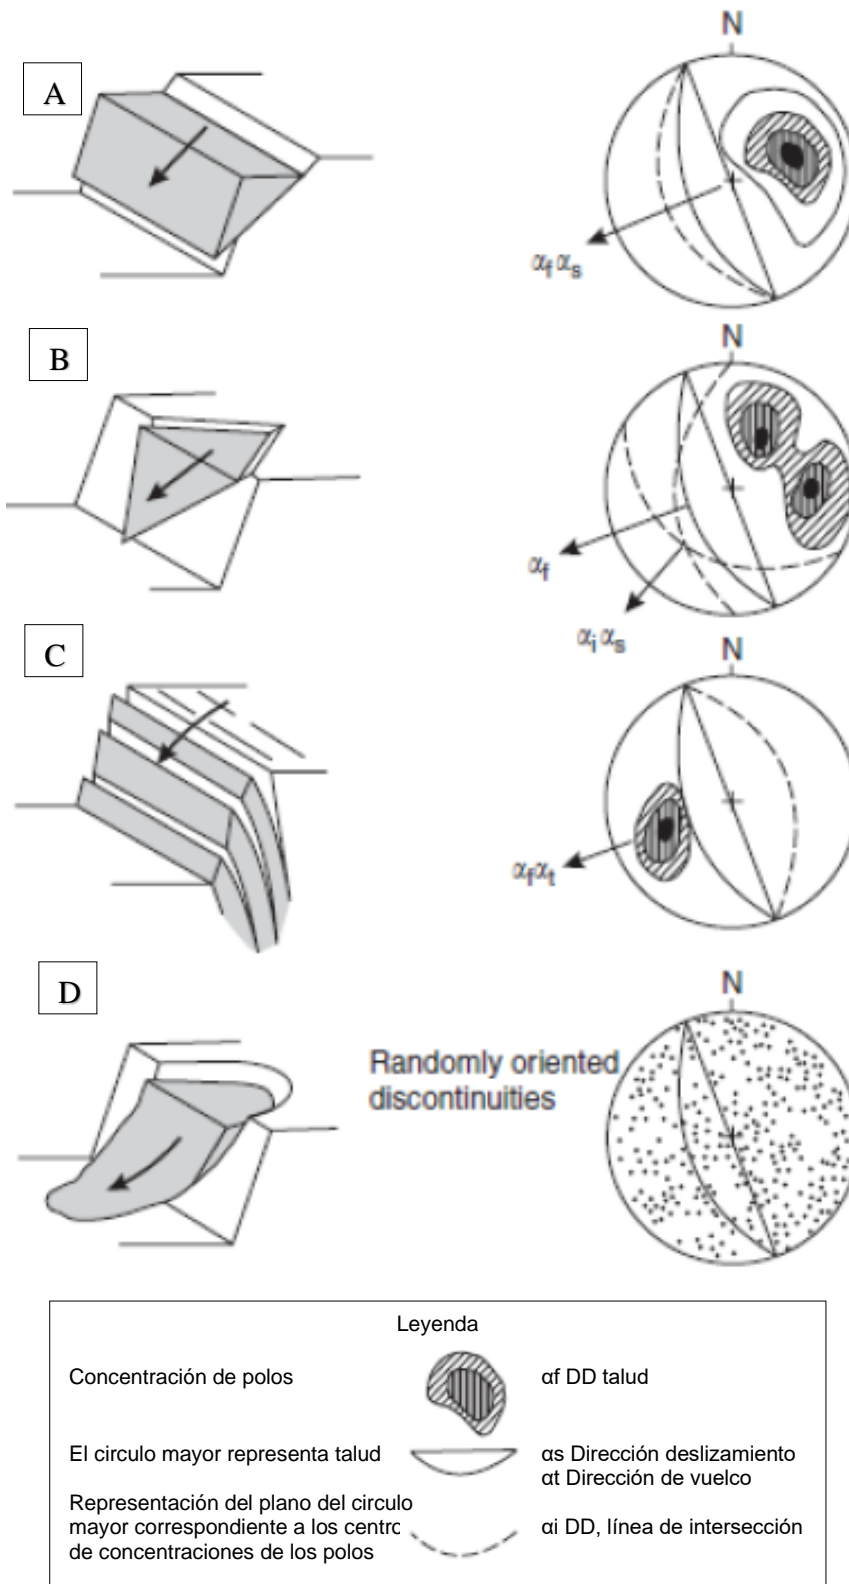 N
A
αf αs
N
B
αf
αi αs
N
C
αfαt
N
D
Randomly oriented
discontinuities
Leyenda
Concentración de polos
αf DD talud
El circulo mayor representa talud
αs Dirección deslizamiento
αt Dirección de vuelco
Representación del plano del circulo
mayor correspondiente a los centro
αi DD, línea de intersección
de concentraciones de los polos